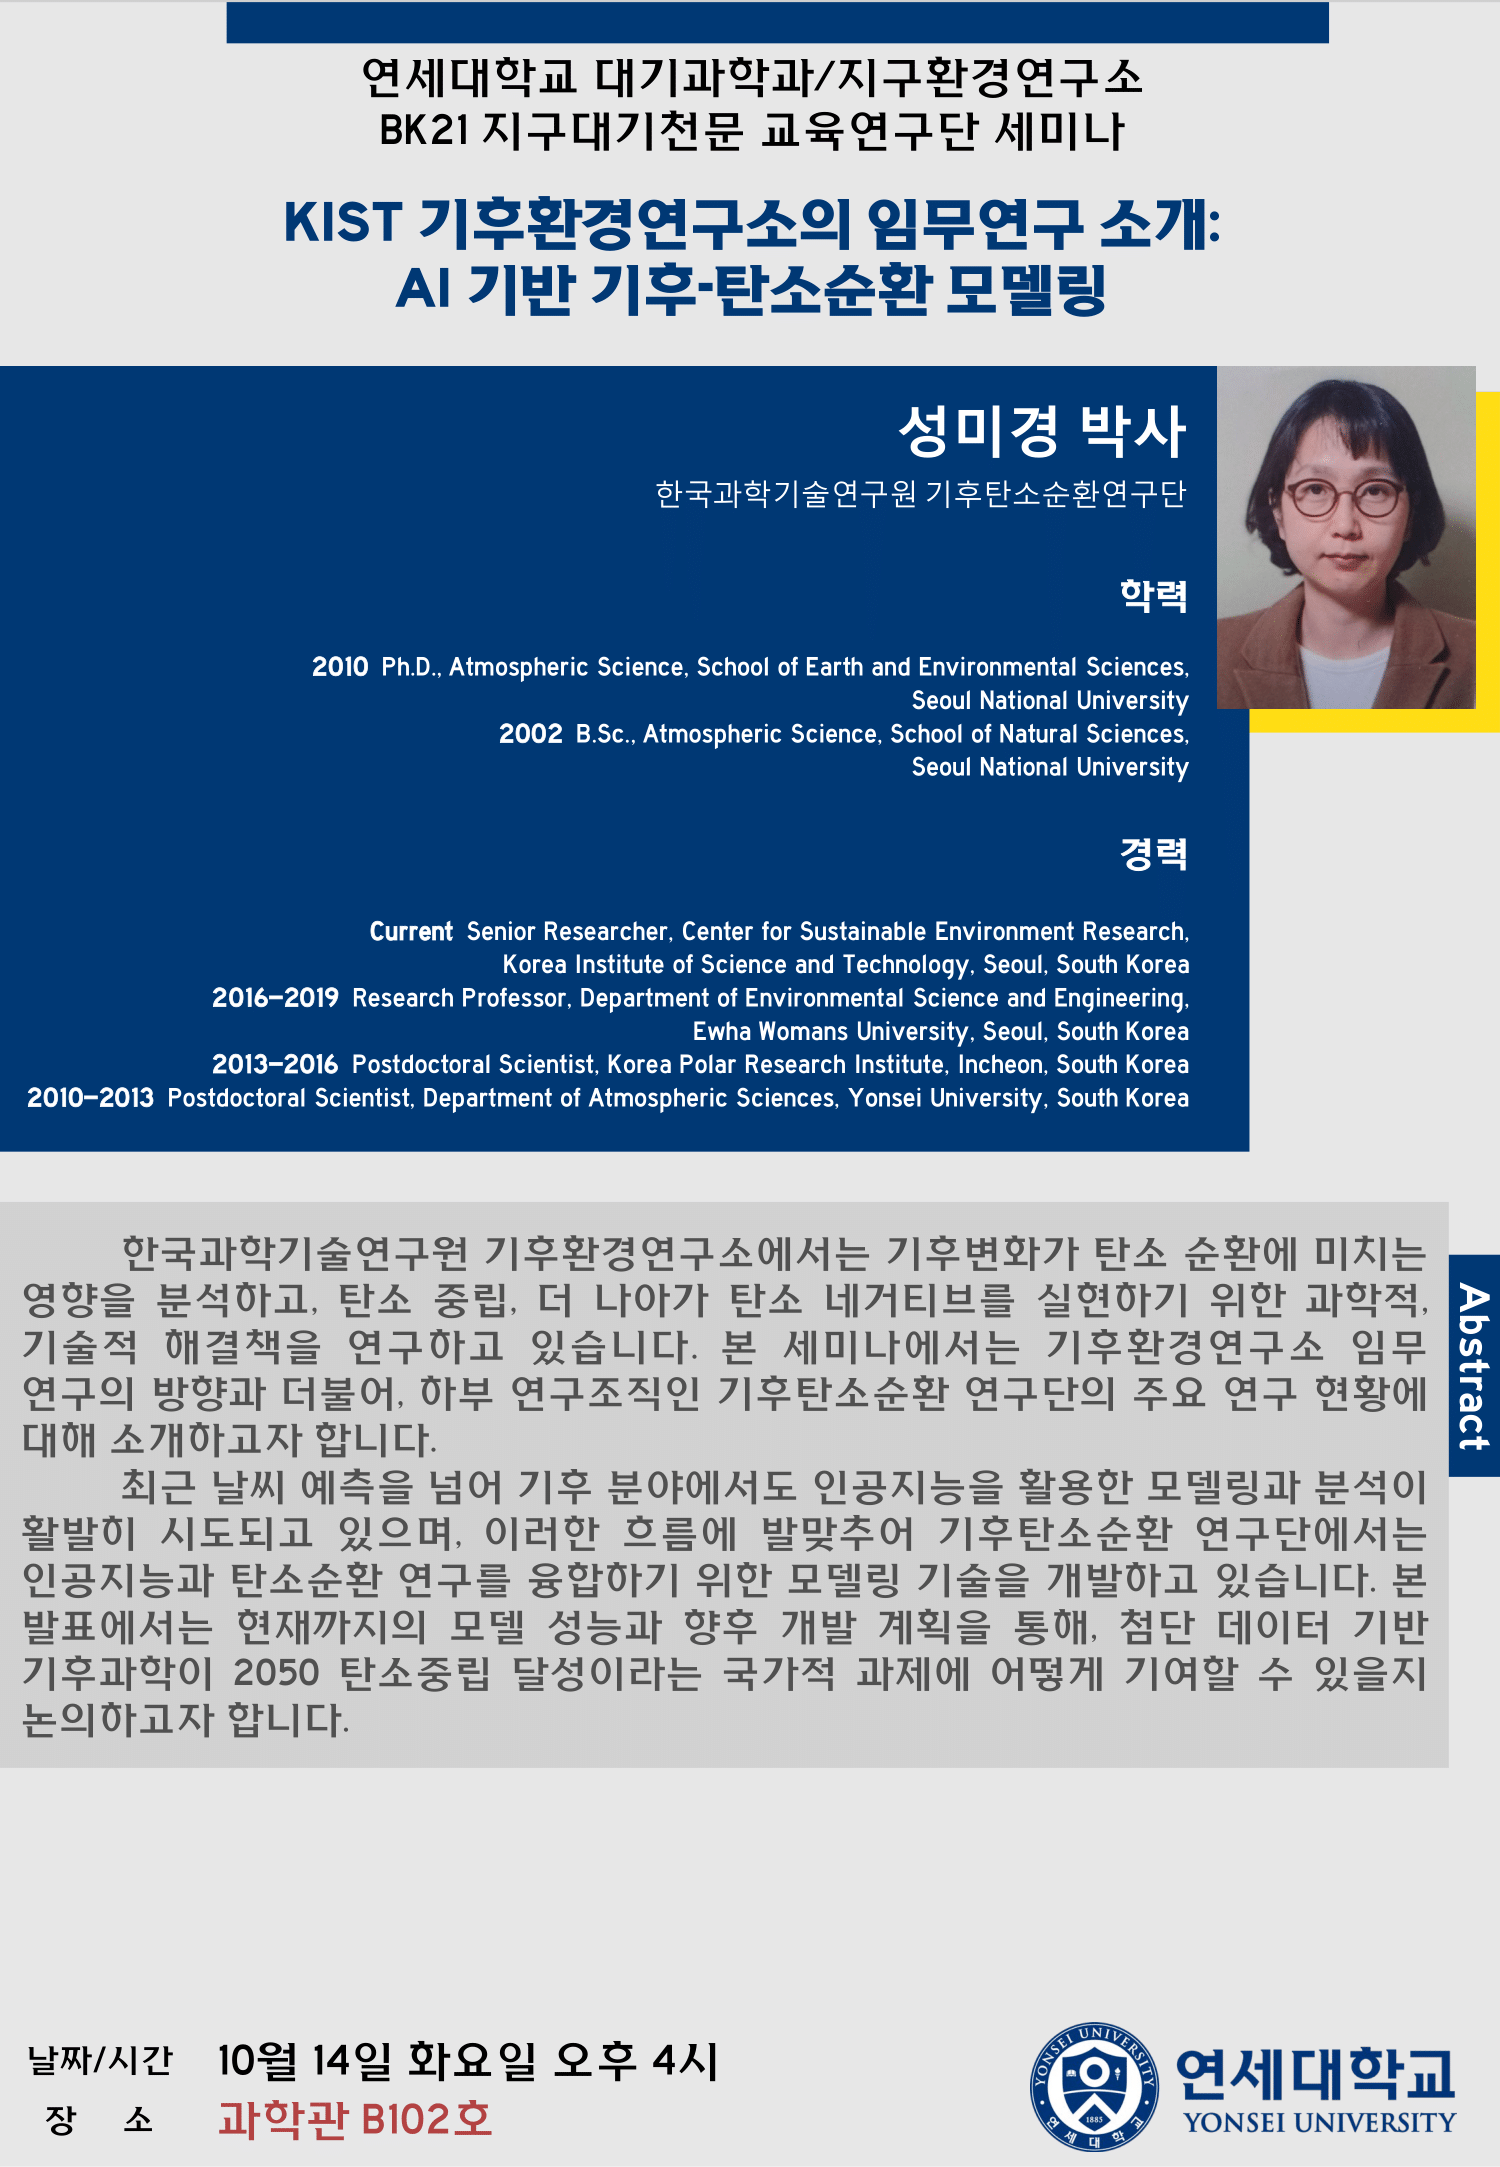 연세대학교 대기과학과/지구환경연구소
BK21 지구대기천문 교육연구단 세미나
KIST 기후환경연구소의 임무연구 소개:
AI 기반 기후-탄소순환 모델링
성미경 박사
한국과학기술연구원 기후탄소순환연구단
학력
2010 Ph.D., Atmospheric Science, School of Earth and Environmental Sciences,
Seoul National University
2002 B.Sc., Atmospheric Science, School of Natural Sciences,
Seoul National University
경력
Current Senior Researcher, Center for Sustainable Environment Research,
Korea Institute of Science and Technology, Seoul, South Korea
2016–2019 Research Professor, Department of Environmental Science and Engineering,
Ewha Womans University, Seoul, South Korea
2013–2016 Postdoctoral Scientist, Korea Polar Research Institute, Incheon, South Korea
2010–2013 Postdoctoral Scientist, Department of Atmospheric Sciences, Yonsei University, South Korea
Abstract
한국과학기술연구원 기후환경연구소에서는 기후변화가 탄소 순환에 미치는
영향을 분석하고, 탄소 중립, 더 나아가 탄소 네거티브를 실현하기 위한 과학적,
기술적 해결책을 연구하고 있습니다. 본 세미나에서는 기후환경연구소 임무
연구의 방향과 더불어, 하부 연구조직인 기후탄소순환 연구단의 주요 연구 현황에
대해 소개하고자 합니다.
최근 날씨 예측을 넘어 기후 분야에서도 인공지능을 활용한 모델링과 분석이
활발히 시도되고 있으며, 이러한 흐름에 발맞추어 기후탄소순환 연구단에서는
인공지능과 탄소순환 연구를 융합하기 위한 모델링 기술을 개발하고 있습니다. 본
발표에서는 현재까지의 모델 성능과 향후 개발 계획을 통해, 첨단 데이터 기반
기후과학이 2050 탄소중립 달성이라는 국가적 과제에 어떻게 기여할 수 있을지
논의하고자 합니다.
날짜/시간 10월 14일 화요일 오후 4시
장 소 과학관 B102호
YONSEI UNIVERSITY YONSEI UNIVERSITY
1885
연세대학교
연세대학교
YONSEI UNIVERSITY